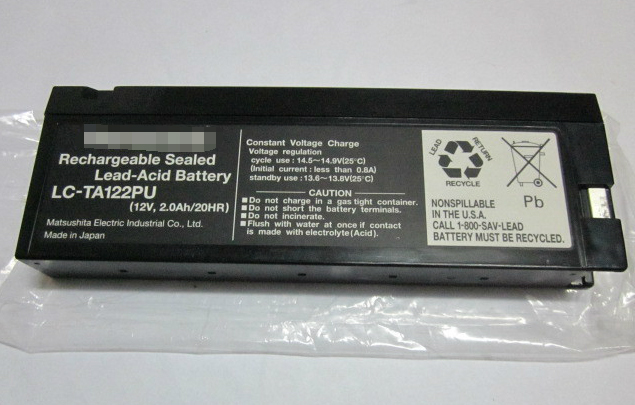 Rechargeable Sealed
Lead-Acid Battery
LC-TA122PU
(12V, 2.0Ah/20HR)
Matsushita Electric Industrial Co., Ltd.
Made in Japan
Constant Voltage Charge
Voltage regulation
cycle use : 14.5~14.9V(25°C)
(Initial current : less than 0.8A)
standby use : 13.6~13.8V(25°C)
CAUTION
■ Do not charge in a gas tight container.
■ Do not short the battery terminals.
■ Do not incinerate.
■ Flush with water at once if contact
is made with electrolyte (Acid).
LEAD
RETURN
RECYCLE
Pb
NONSPILLABLE
IN THE U.S.A.
CALL 1-800-SAV-LEAD
BATTERY MUST BE RECYCLED.